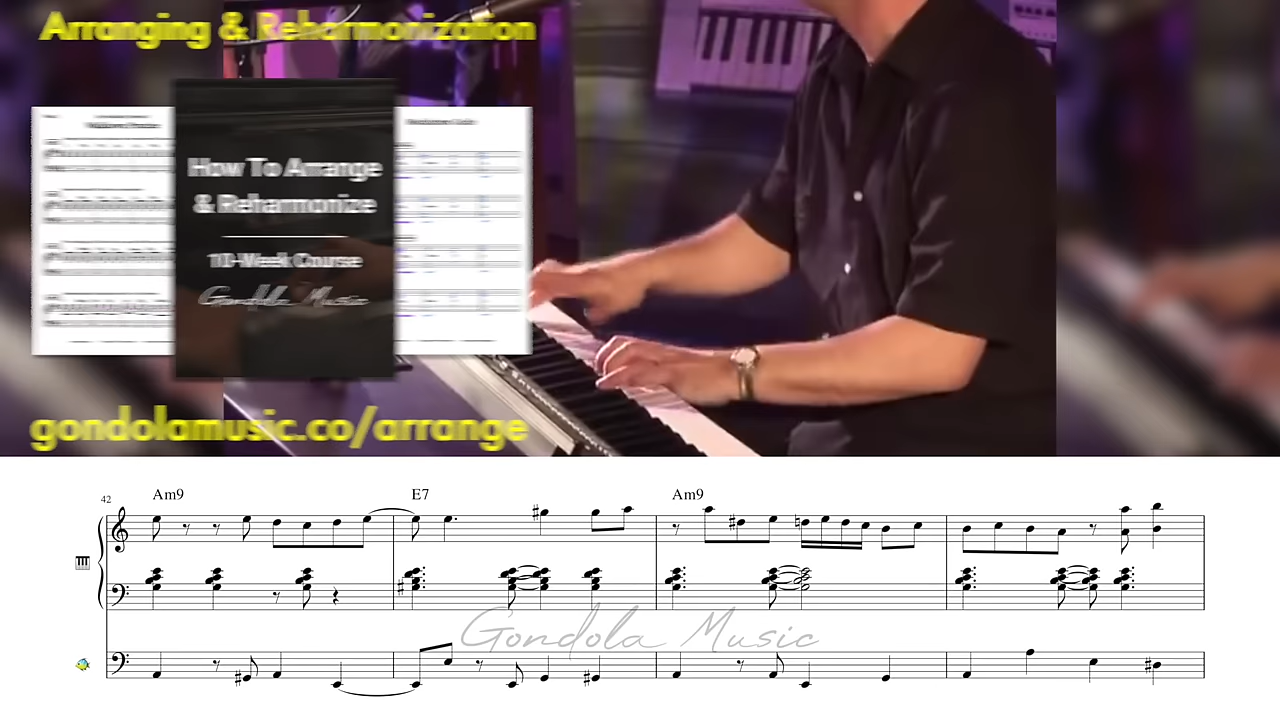 Arranging & Reharmonization
How To Arrange
& Reharmonize
10-Week Course
Gondola Music
gondolamusic.co/arrange
42
Am9
E7
Am9
Gondola Music